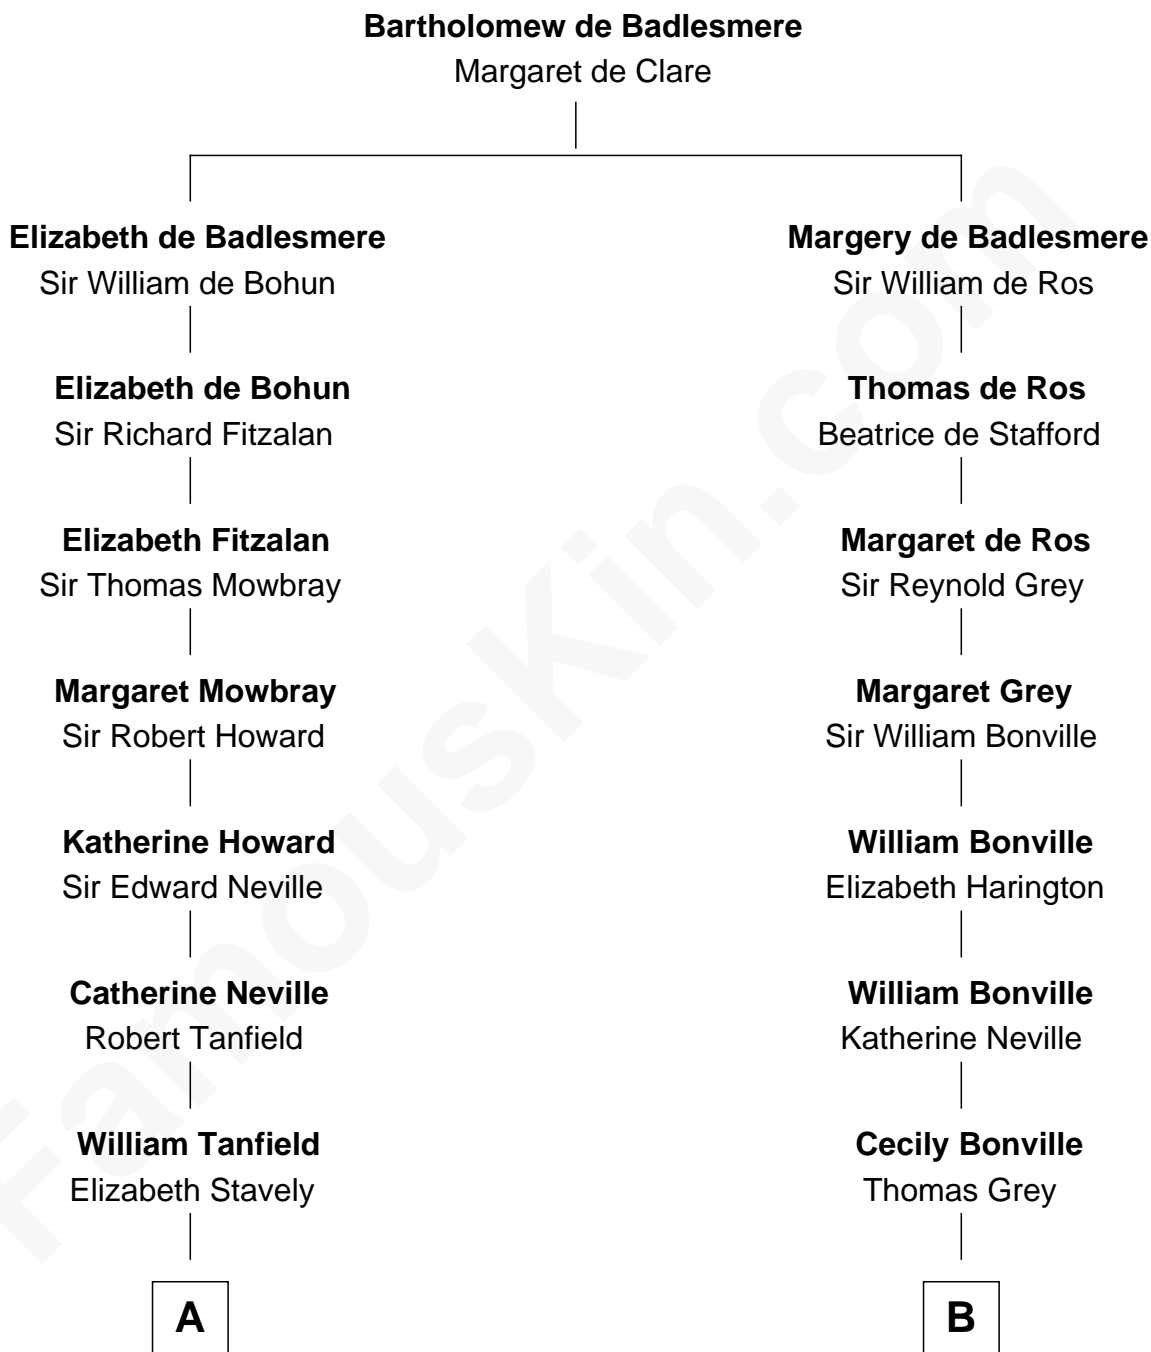 Bartholomew de Badlesmere
Margaret de Clare
Elizabeth de Badlesmere
Sir William de Bohun
Margery de Badlesmere
Sir William de Ros
Elizabeth de Bohun
Sir Richard Fitzalan
Thomas de Ros
Beatrice de Stafford
Elizabeth Fitzalan
Sir Thomas Mowbray
Margaret de Ros
Sir Reynold Grey
Margaret Mowbray
Sir Robert Howard
Margaret Grey
Sir William Bonville
Katherine Howard
Sir Edward Neville
William Bonville
Elizabeth Harington
Catherine Neville
Robert Tanfield
William Bonville
Katherine Neville
William Tanfield
Elizabeth Stavely
Cecily Bonville
Thomas Grey
A
B
FamousKin.com